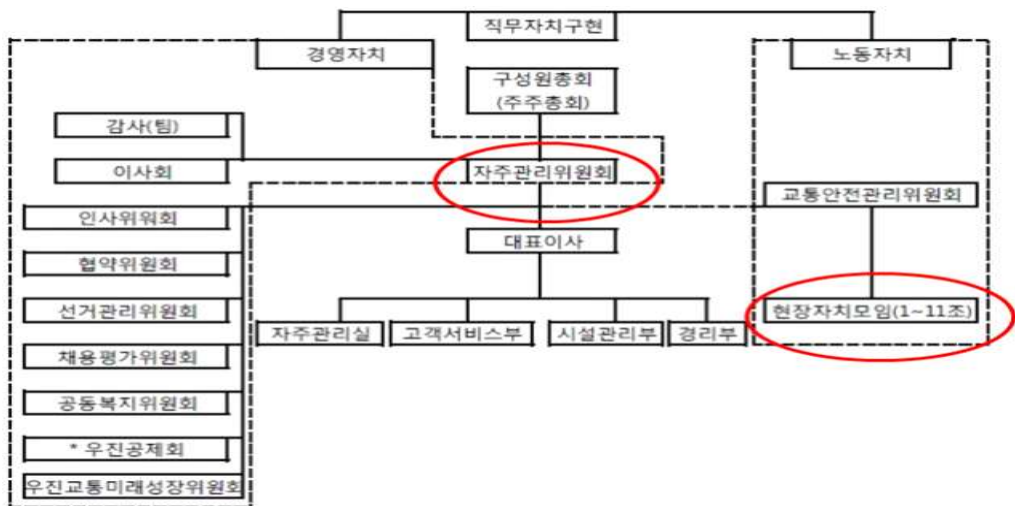 직무자치구현
경영자치
노동자치
구성원총회
(주주총회)
감사(팀)
이사회
자주관리위원회
교통안전관리위원회
인사위워회
대표이사
협약위원회
선거관리위원회
현장자치모임(1~11조)
자주관리실
고객서비스부
시설관리부
경리부
채용평가위원회
공동복지위원회
* 우진공제회
우진교통미래성장위원회